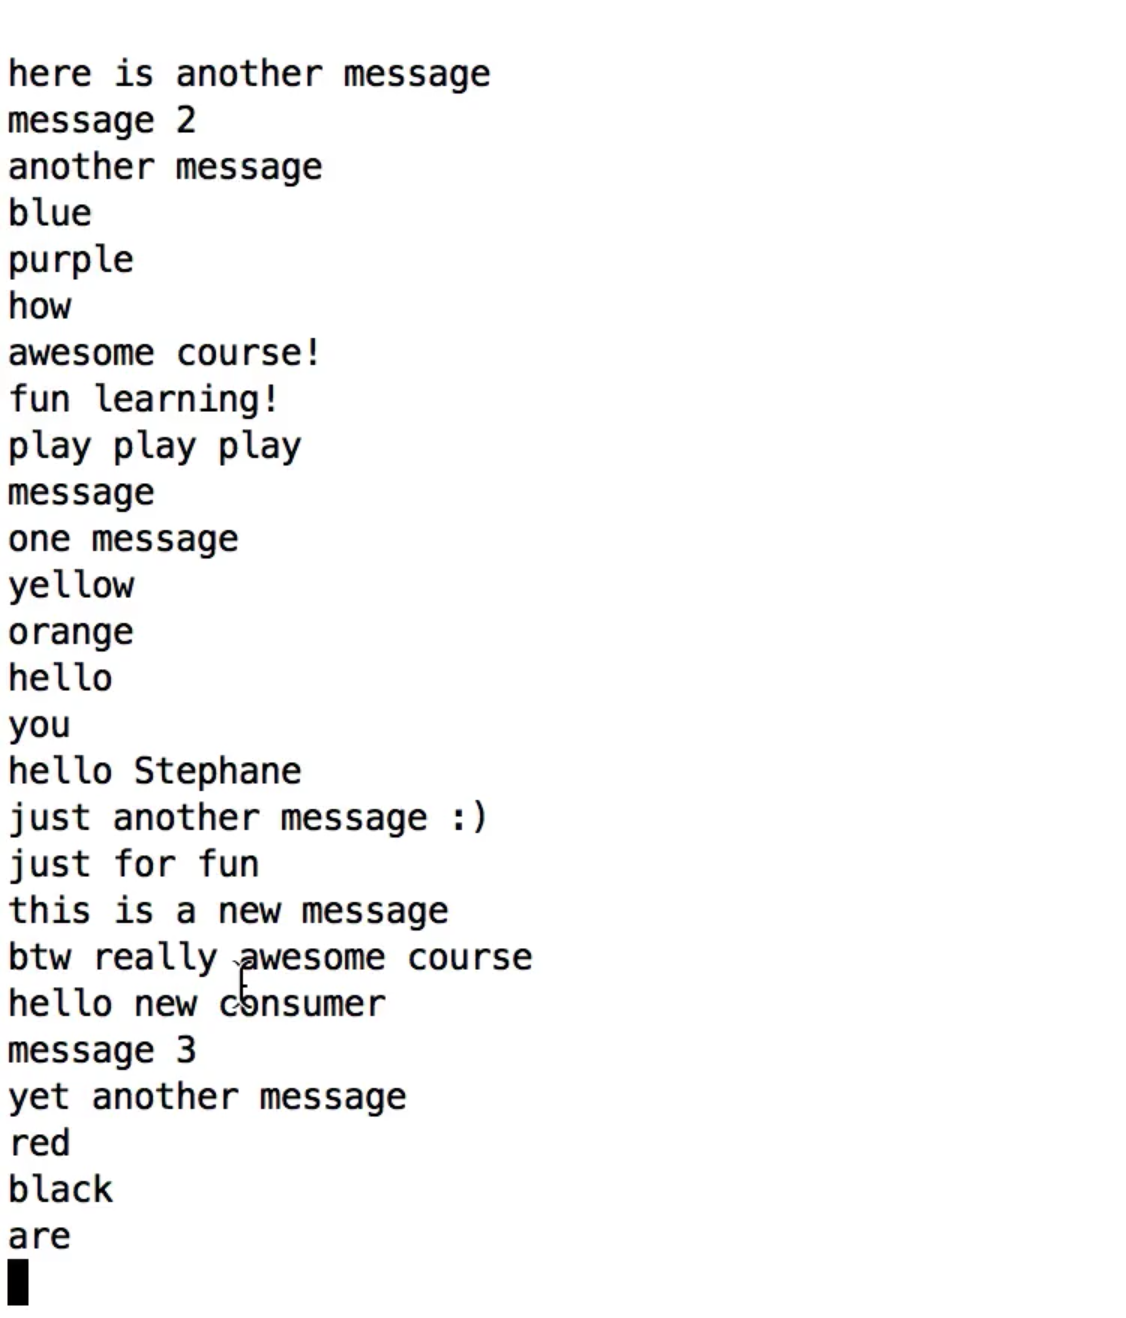 here is another message
message 2
another message
blue
purple
how
awesome course!
fun learning!
play play play
message
one message
yellow
orange
hello
you
hello Stephane
just another message :)
just for fun
this is a new message
btw really awesome course
hello new consumer
message 3
yet another message
red
black
are